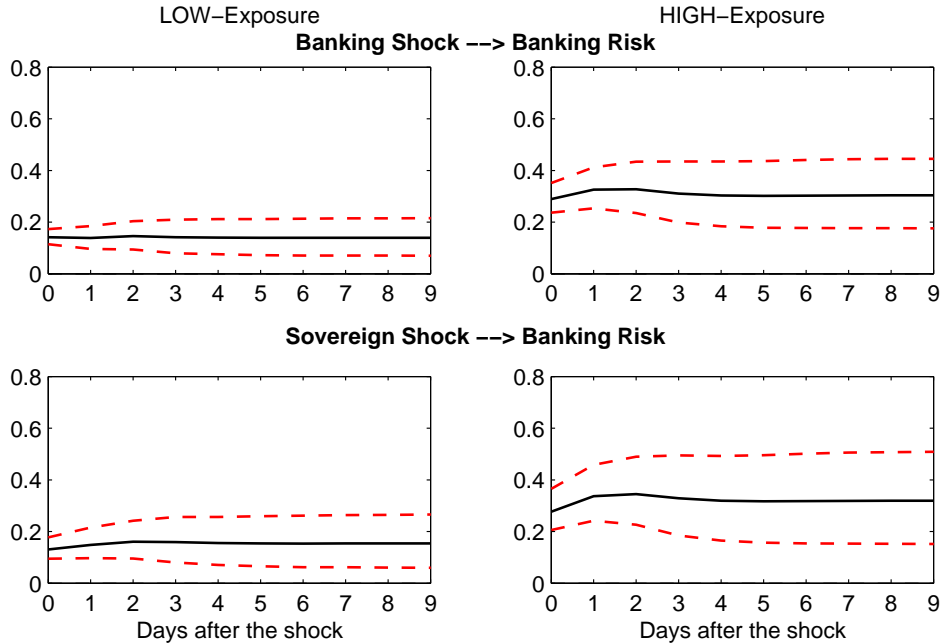 LOW−Exposure HIGH−Exposure
Banking Shock −−> Banking Risk
0.8 0.8
0.6 0.6
0.4 0.4
0.2 0.2
0 0
0 1 2 3 4 5 6 7 8 9 0 1 2 3 4 5 6 7 8 9
Sovereign Shock −−> Banking Risk
0.8 0.8
0.6 0.6
0.4 0.4
0.2 0.2
0 0
0 1 2 3 4 5 6 7 8 9 0 1 2 3 4 5 6 7 8 9
Days after the shock Days after the shock